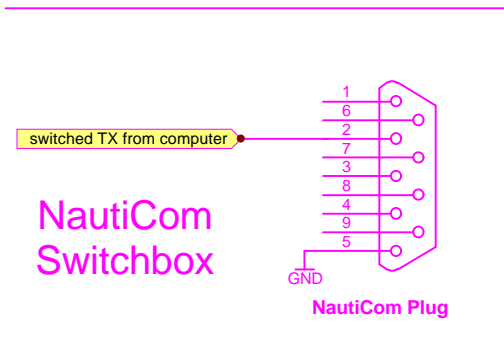 1
6
switched TX from computer
2
7
3
8
4
9
5
NautiCom
Switchbox
GND
NautiCom Plug